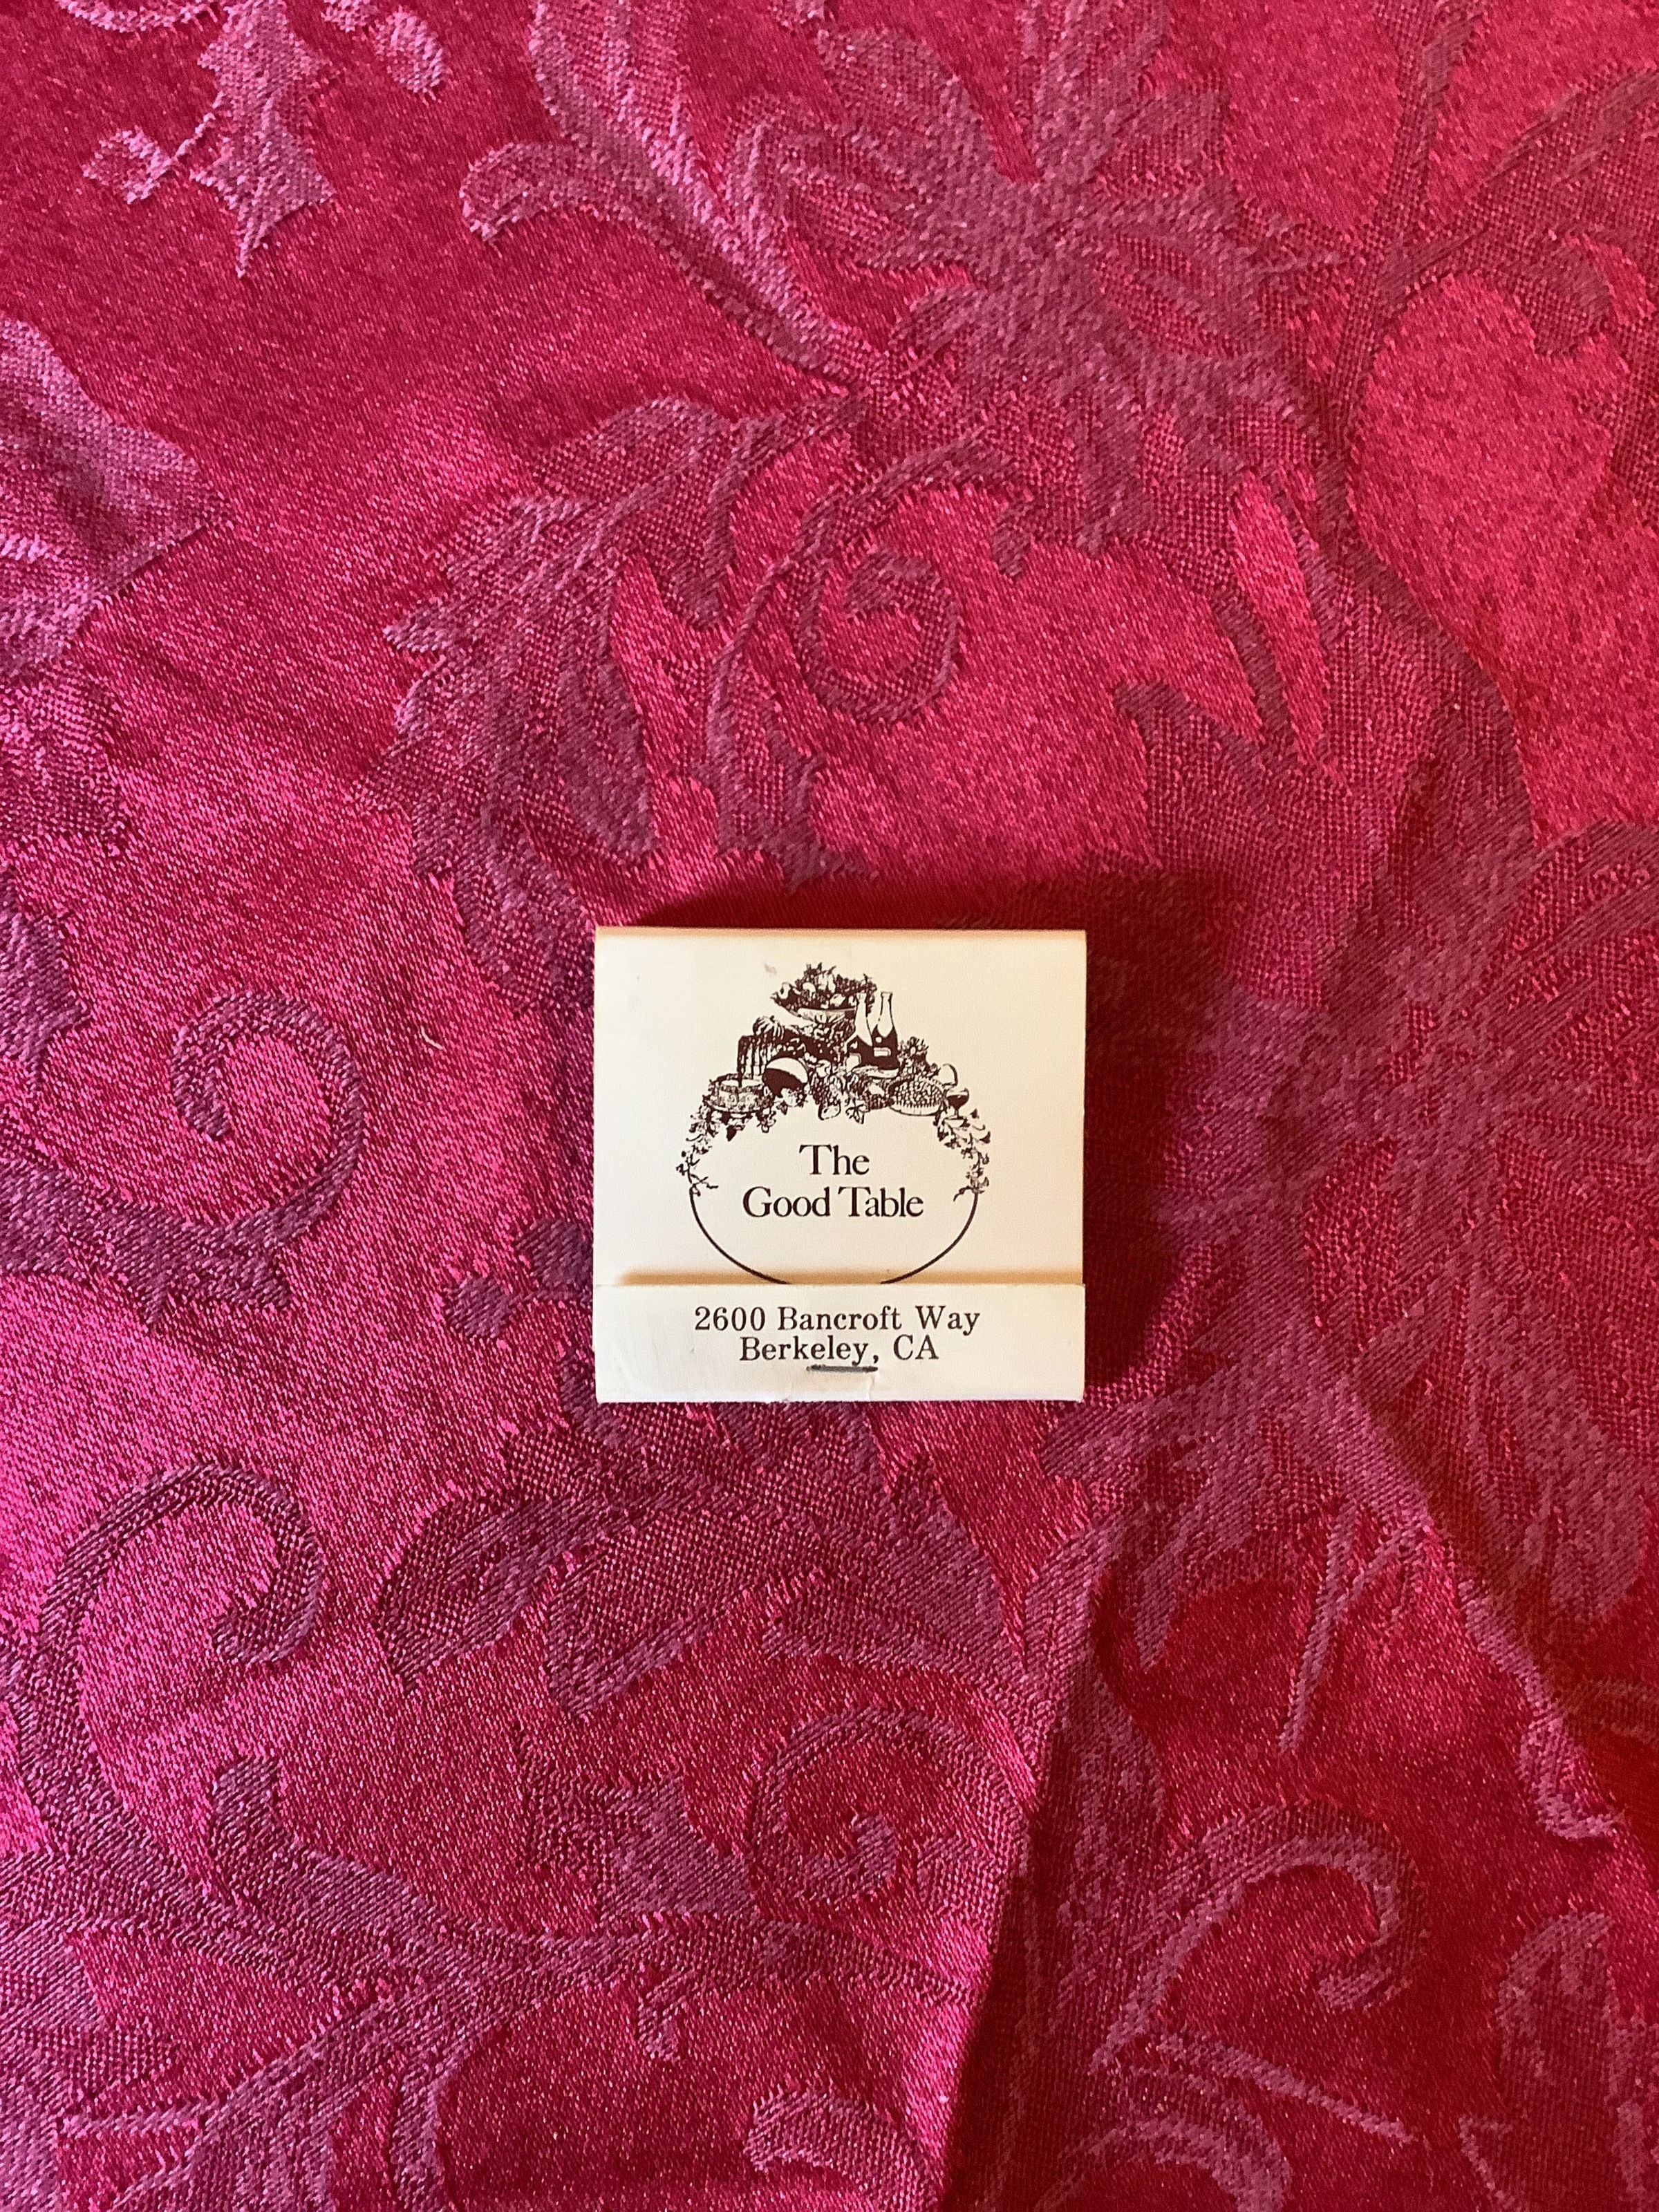 The
Good Table
2600 Bancroft Way
Berkeley, CA